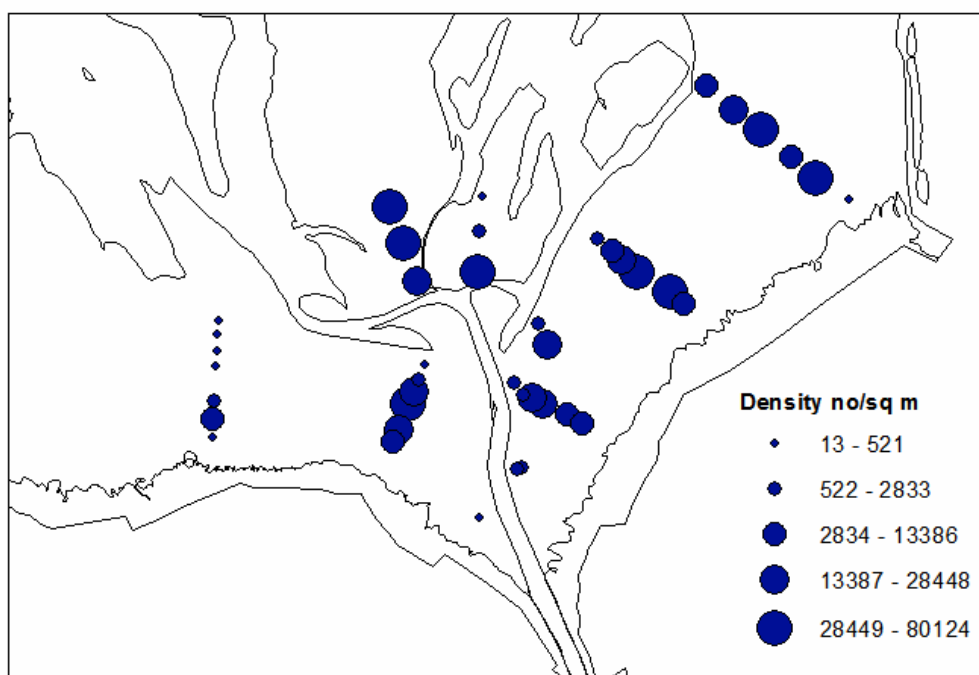 Density no/sq m
13 - 521
522 - 2833
2834 - 13386
13387 - 28448
28449 - 80124